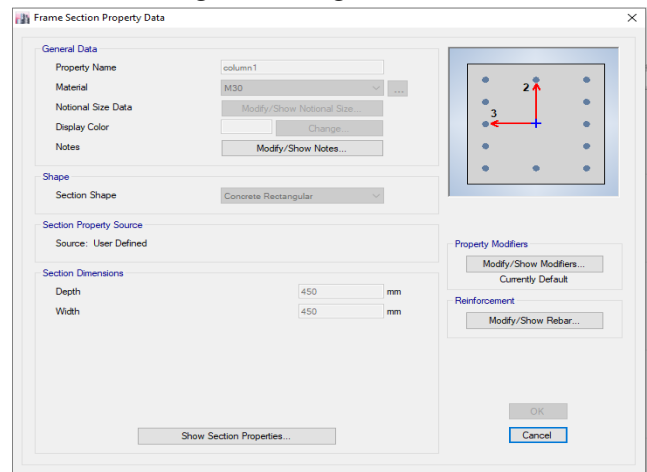 Frame Section Property Data
General Data
Property Name column1
Material M30 ...
Notional Size Data Modify/Show Notional Size...
Display Color Change...
Notes Modify/Show Notes...
Shape
Section Shape Concrete Rectangular
Section Property Source
Source: User Defined
Section Dimensions
Depth 450 mm
Width 450 mm
Show Section Properties...
2
3
Property Modifiers
Modify/Show Modifiers...
Currently Default
Reinforcement
Modify/Show Rebar...
OK
Cancel